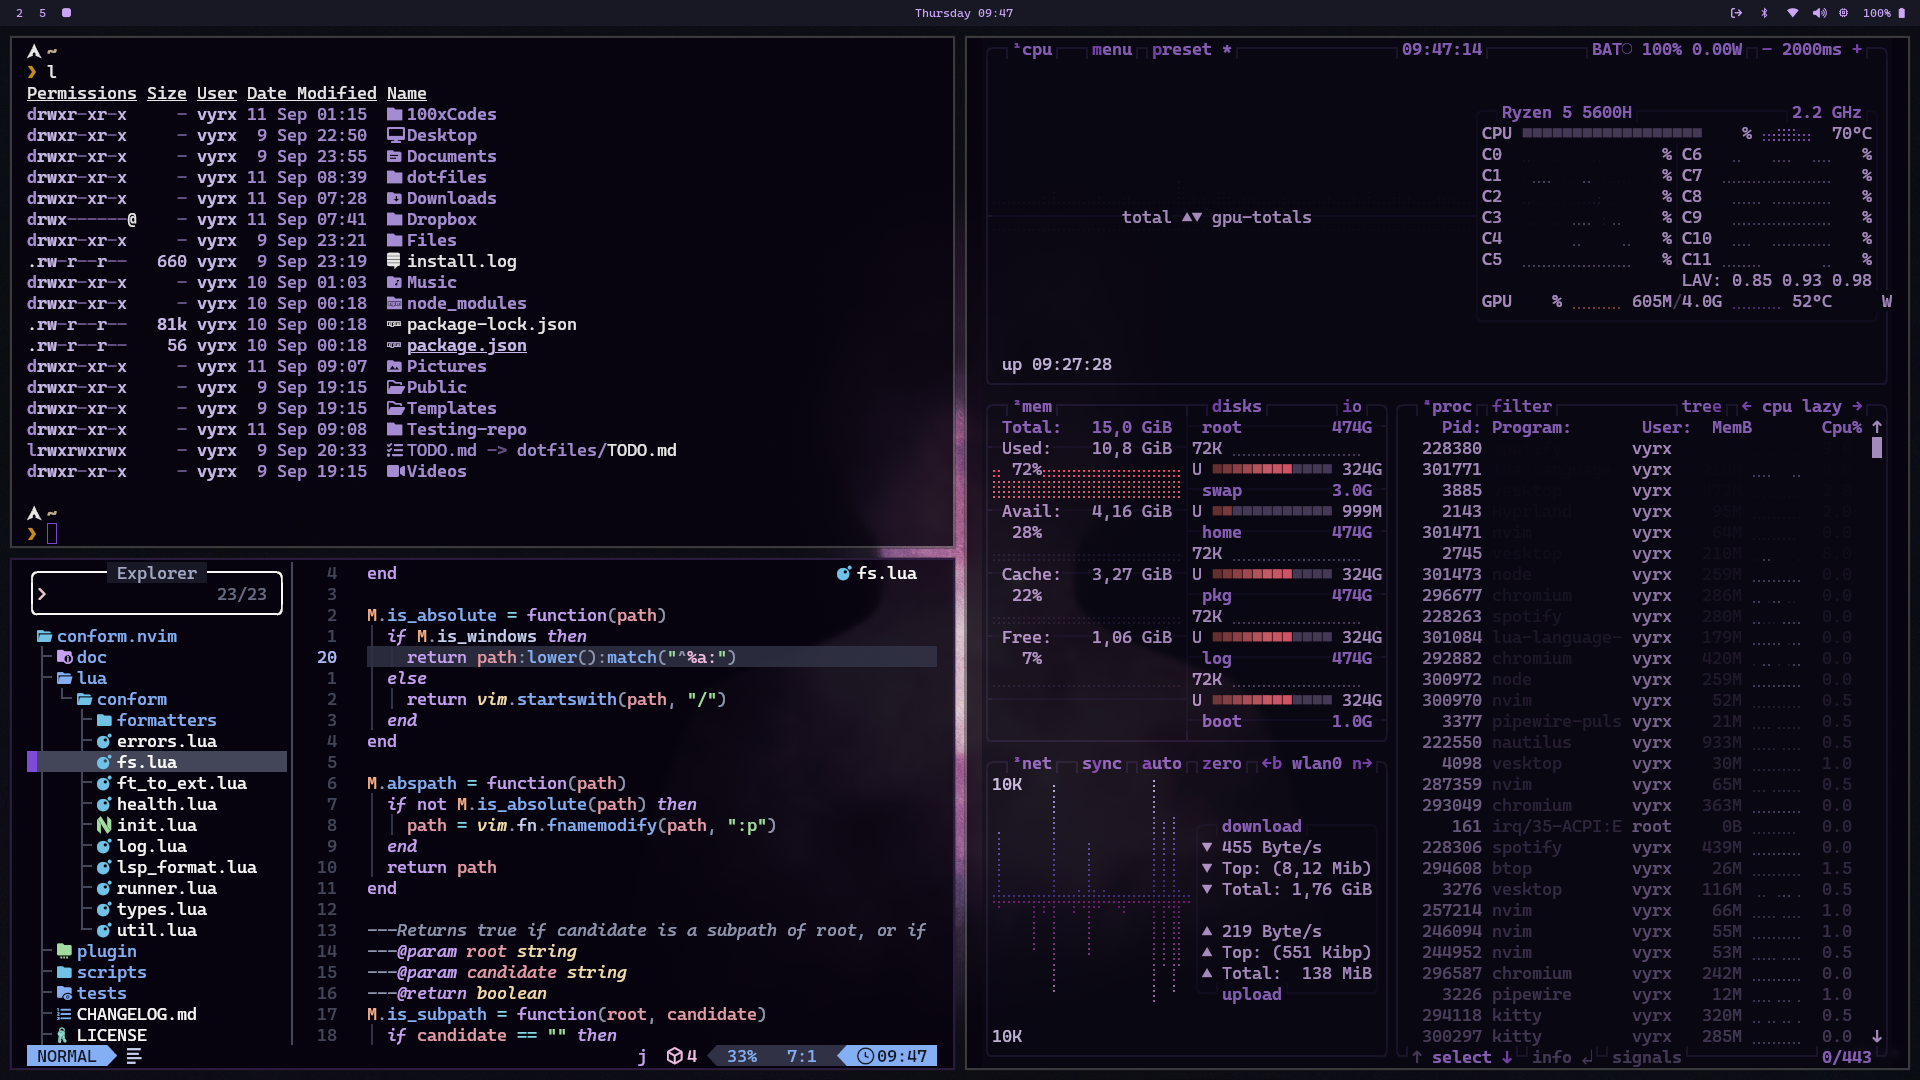 2 5
Thursday 09:47
100%
~
❯ l
Permissions Size User Date Modified Name
drwxr-xr-x - vyrx 11 Sep 01:15 100xCodes
drwxr-xr-x - vyrx 9 Sep 22:50 Desktop
drwxr-xr-x - vyrx 9 Sep 23:55 Documents
drwxr-xr-x - vyrx 11 Sep 08:39 dotfiles
drwxr-xr-x - vyrx 11 Sep 07:28 Downloads
drwx------@ - vyrx 11 Sep 07:41 Dropbox
drwxr-xr-x - vyrx 9 Sep 23:21 Files
.rw-r--r-- 660 vyrx 9 Sep 23:19 install.log
drwxr-xr-x - vyrx 10 Sep 01:03 Music
drwxr-xr-x - vyrx 10 Sep 00:18 node_modules
.rw-r--r-- 81k vyrx 10 Sep 00:18 package-lock.json
.rw-r--r-- 56 vyrx 10 Sep 00:18 package.json
drwxr-xr-x - vyrx 11 Sep 09:07 Pictures
drwxr-xr-x - vyrx 9 Sep 19:15 Public
drwxr-xr-x - vyrx 9 Sep 19:15 Templates
drwxr-xr-x - vyrx 11 Sep 09:08 Testing-repo
lrwxrwxrwx - vyrx 9 Sep 20:33 TODO.md -> dotfiles/TODO.md
drwxr-xr-x - vyrx 9 Sep 19:15 Videos
~
❯
Explorer
❯ 23/23
conform.nvim
doc
lua
conform
formatters
errors.lua
fs.lua
ft_to_ext.lua
health.lua
init.lua
log.lua
lsp_format.lua
runner.lua
types.lua
util.lua
plugin
scripts
tests
CHANGELOG.md
LICENSE
fs.lua
4 end
3
2 M.is_absolute = function(path)
1 if M.is_windows then
20 return path:lower():match("^%a:")
1 else
2 return vim.startswith(path, "/")
3 end
4 end
5
6 M.abspath = function(path)
7 if not M.is_absolute(path) then
8 path = vim.fn.fnamemodify(path, ":p")
9 end
10 return path
11 end
12
13 ---Returns true if candidate is a subpath of root, or if
14 ---@param root string
15 ---@param candidate string
16 ---@return boolean
17 M.is_subpath = function(root, candidate)
18 if candidate == "" then
NORMAL j 4 33% 7:1 09:47
¹cpu menu preset * 09:47:14 BAT 100% 0.00W - 2000ms +
Ryzen 5 5600H 2.2 GHz
CPU % 70°C
C0 % C6 %
C1 % C7 %
C2 % C8 %
C3 % C9 %
C4 % C10 %
C5 % C11 %
LAV: 0.85 0.93 0.98
GPU % 605M/4.0G 52°C W
total ▲▼ gpu-totals
up 09:27:28
²mem
Total: 15,0 GiB
Used: 10,8 GiB
72%
Avail: 4,16 GiB
28%
Cache: 3,27 GiB
22%
Free: 1,06 GiB
7%
disks io
root 474G
72K
U 324G
swap 3.0G
U 999M
home 474G
72K
U 324G
pkg 474G
72K
U 324G
log 474G
72K
U 324G
boot 1.0G
³net sync auto zero ←b wlan0 n→
10K
download
▼ 455 Byte/s
▼ Top: (8,12 Mib)
▼ Total: 1,76 GiB
▲ 219 Byte/s
▲ Top: (551 Kibp)
▲ Total: 138 MiB
upload
10K
⁴proc filter tree ← cpu lazy →
Pid: Program: User: MemB Cpu% ↑
228380 vyrx
301771 vyrx
3885 vyrx
2143 Hyprland vyrx
301471 nvim vyrx 64M
2745 vesktop vyrx 210M
301473 node vyrx 259M 0.0
296677 chromium vyrx 286M 0.0
228263 spotify vyrx 280M 0.0
301084 lua-language- vyrx 179M 0.0
292882 chromium vyrx 420M 0.0
300972 node vyrx 259M 0.0
300970 nvim vyrx 52M 0.5
3377 pipewire-puls vyrx 21M 0.5
222550 nautilus vyrx 933M 0.5
4098 vesktop vyrx 30M 1.0
287359 nvim vyrx 65M 0.5
293049 chromium vyrx 363M 0.0
161 irq/35-ACPI:E root 0B 0.0
228306 spotify vyrx 439M 0.0
294608 btop vyrx 26M 1.5
3276 vesktop vyrx 116M 0.5
257214 nvim vyrx 66M 1.0
246094 nvim vyrx 55M 1.0
244952 nvim vyrx 53M 0.5
296587 chromium vyrx 242M 0.0
3226 pipewire vyrx 12M 1.0
294118 kitty vyrx 320M 0.5
300297 kitty vyrx 285M 0.0 ↓
↑ select ↓ info ↲ signals 0/443